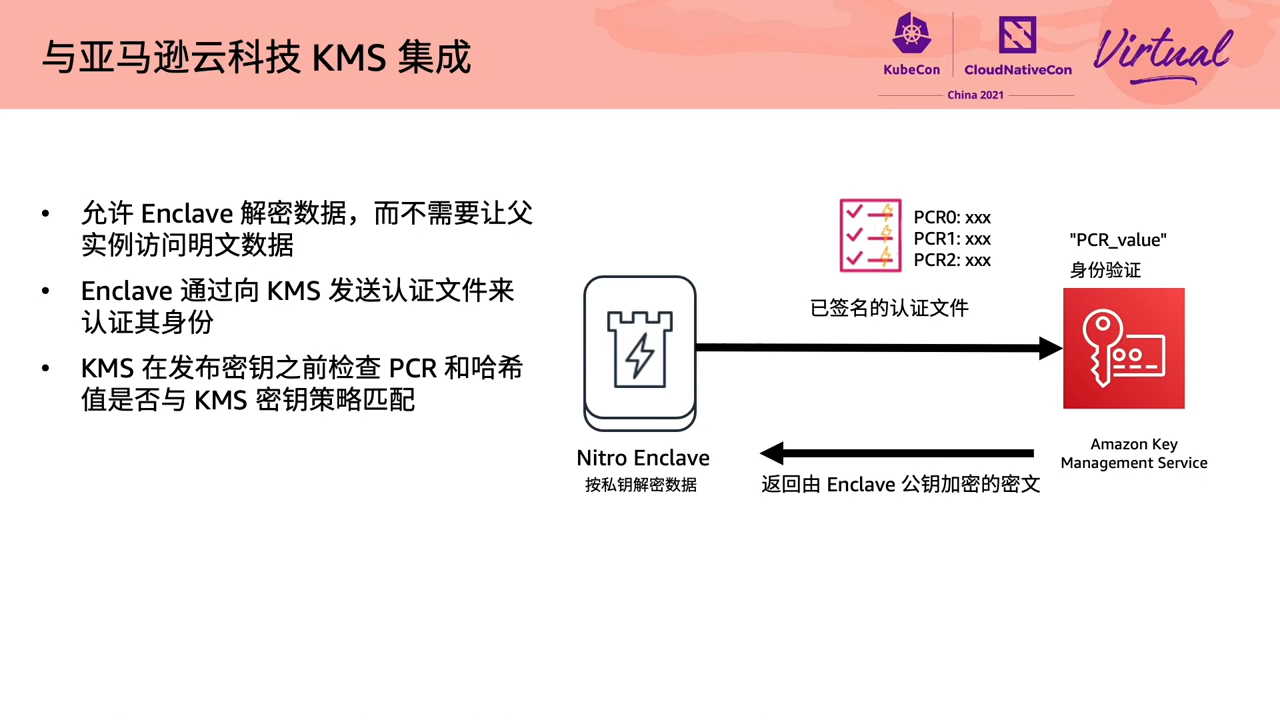 与亚马逊云科技 KMS 集成
KubeCon
CloudNativeCon
China 2021
Virtual
• 允许 Enclave 解密数据，而不需要让父
实例访问明文数据
• Enclave 通过向 KMS 发送认证文件来
认证其身份
• KMS 在发布密钥之前检查 PCR 和哈希
值是否与 KMS 密钥策略匹配
PCR0: xxx
PCR1: xxx
PCR2: xxx
已签名的认证文件
"PCR_value"
身份验证
Nitro Enclave
按私钥解密数据
返回由 Enclave 公钥加密的密文
Amazon Key
Management Service